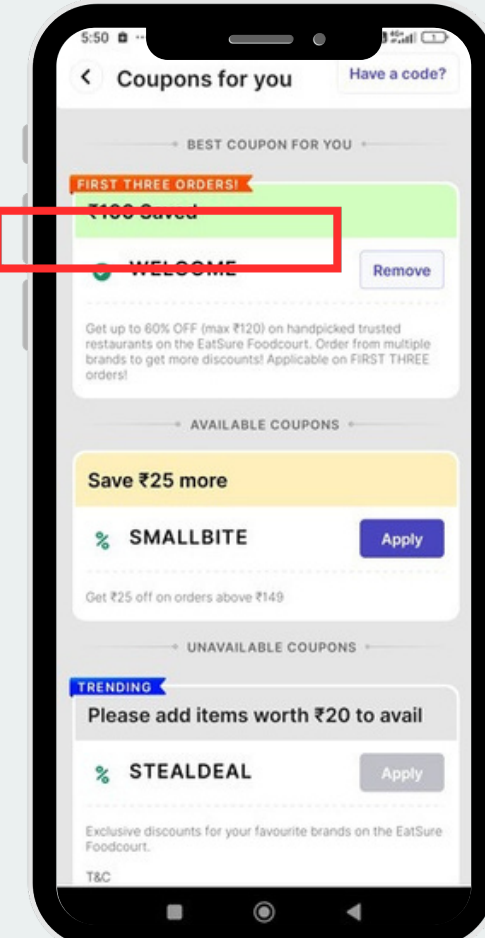 5:50
Coupons for you
Have a code?
BEST COUPON FOR YOU
FIRST THREE ORDERS!
Saved
WELCOME
Remove
Get up to 60% OFF (max ₹120) on handpicked trusted
restaurants on the EatSure Foodcourt. Order from multiple
brands to get more discounts! Applicable on FIRST THREE
orders!
AVAILABLE COUPONS
Save ₹25 more
SMALLBITE
Apply
Get ₹25 off on orders above ₹149
UNAVAILABLE COUPONS
TRENDING
Please add items worth ₹20 to avail
STEALDEAL
Apply
Exclusive discounts for your favourite brands on the EatSure
Foodcourt.
T&C